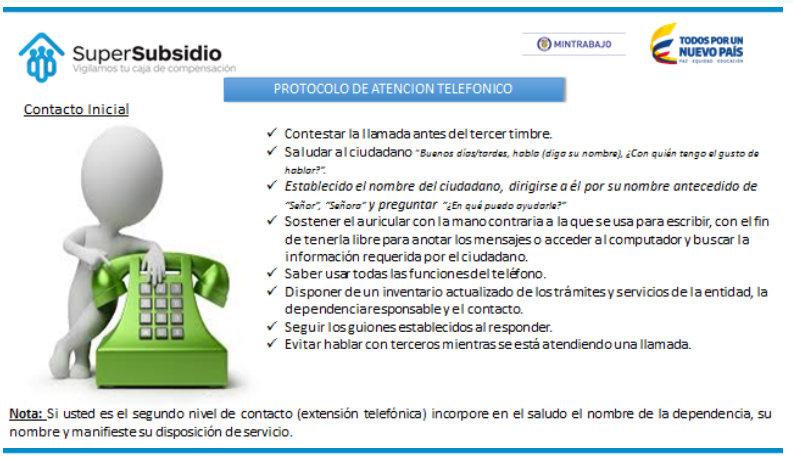 SuperSubsidio
Vigilamos tu caja de compensación
MINTRABAJO
TODOS POR UN
NUEVO PAÍS
PAZ EQUIDAD EDUCACIÓN
PROTOCOLO DE ATENCION TELEFONICO
Contacto Inicial
✓ Contestar la llamada antes del tercer timbre.
✓ Saludar al ciudadano "Buenos días/tardes, habla (diga su nombre), ¿Con quién tengo el gusto de
hablar?".
✓ Establecido el nombre del ciudadano, dirigirse a él por su nombre antecedido de
"Señor", "Señora" y preguntar "¿En qué puedo ayudarle?"
✓ Sostener el auricular con la mano contraria a la que se usa para escribir, con el fin
de tenerla libre para anotar los mensajes o acceder al computador y buscar la
información requerida por el ciudadano.
✓ Saber usar todas las funciones del teléfono.
✓ Disponer de un inventario actualizado de los trámites y servicios de la entidad, la
dependencia responsable y el contacto.
✓ Seguir los guiones establecidos al responder.
✓ Evitar hablar con terceros mientras se está atendiendo una llamada.
Nota: Si usted es el segundo nivel de contacto (extensión telefónica) incorpore en el saludo el nombre de la dependencia, su
nombre y manifieste su disposición de servicio.